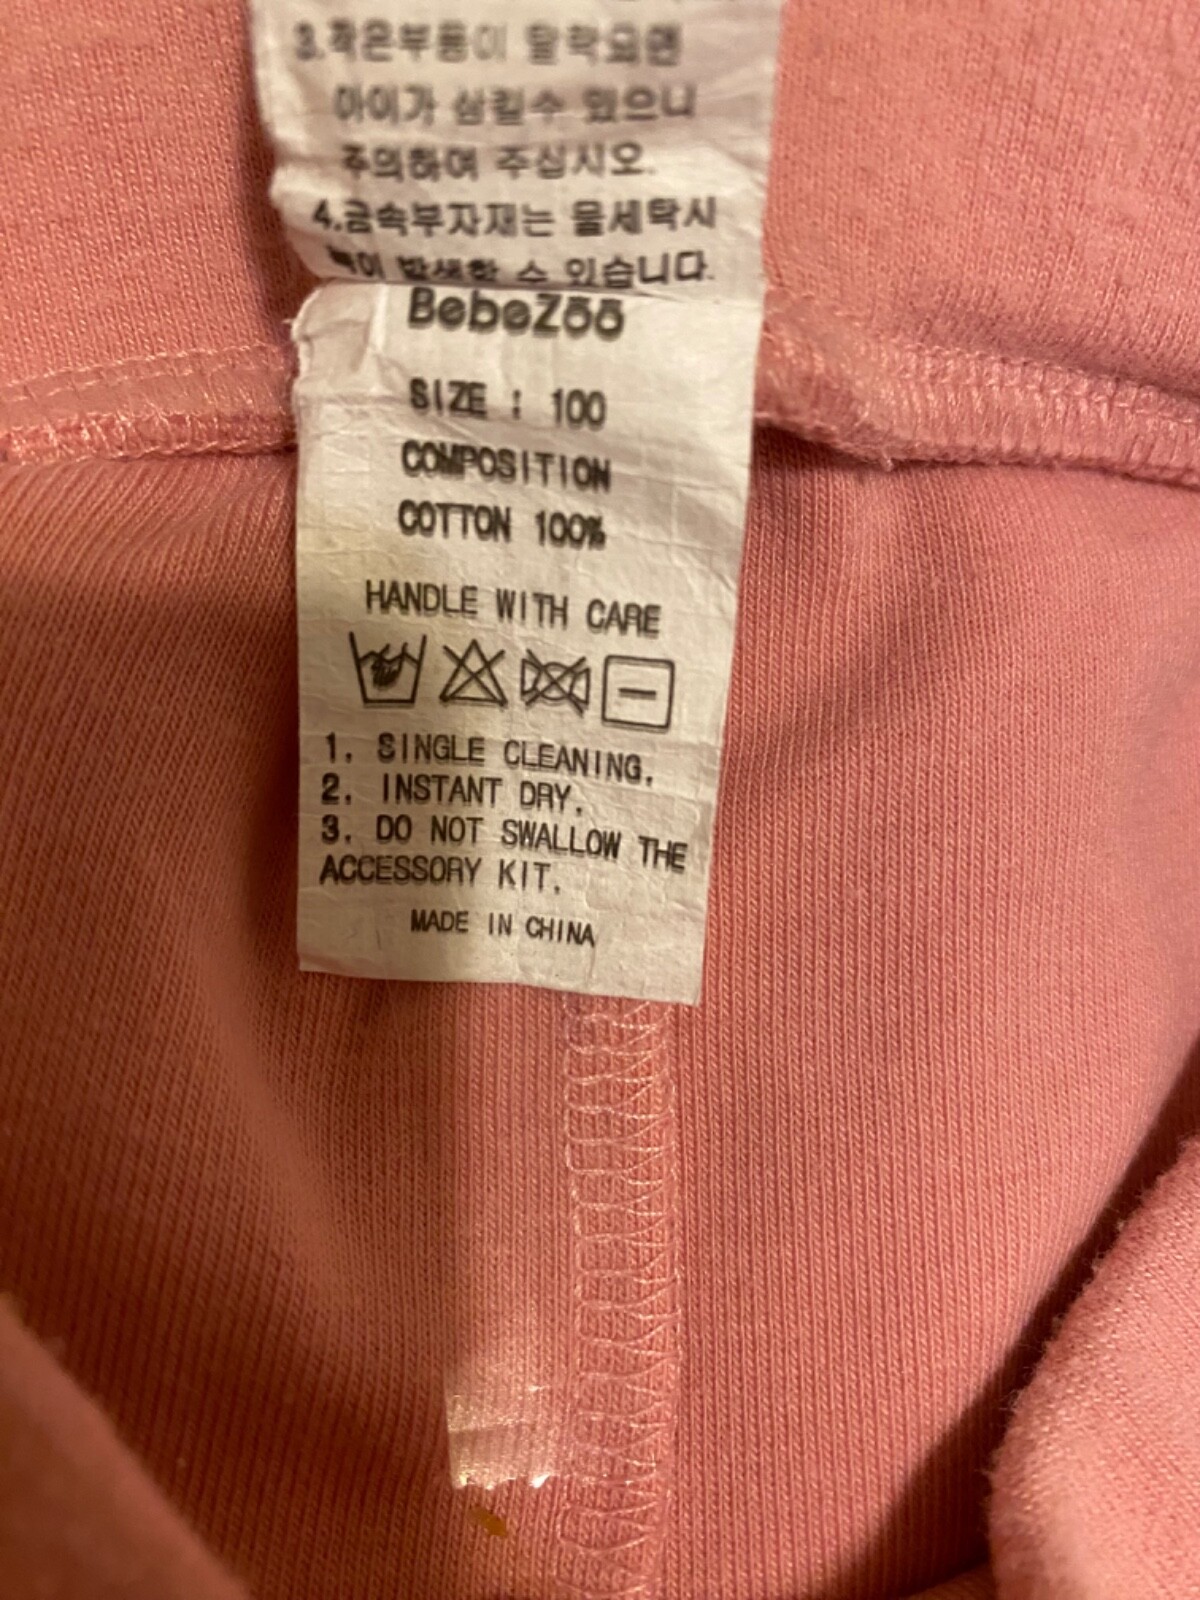 3.작은부품이 탈락되면
아이가 삼킬수 있으니
주의하여 주십시오.
4.금속부자재는 물세탁시
녹이 발생할 수 있습니다.
BebeZöö
SIZE : 100
COMPOSITION
COTTON 100%
HANDLE WITH CARE
1. SINGLE CLEANING.
2. INSTANT DRY.
3. DO NOT SWALLOW THE
ACCESSORY KIT.
MADE IN CHINA